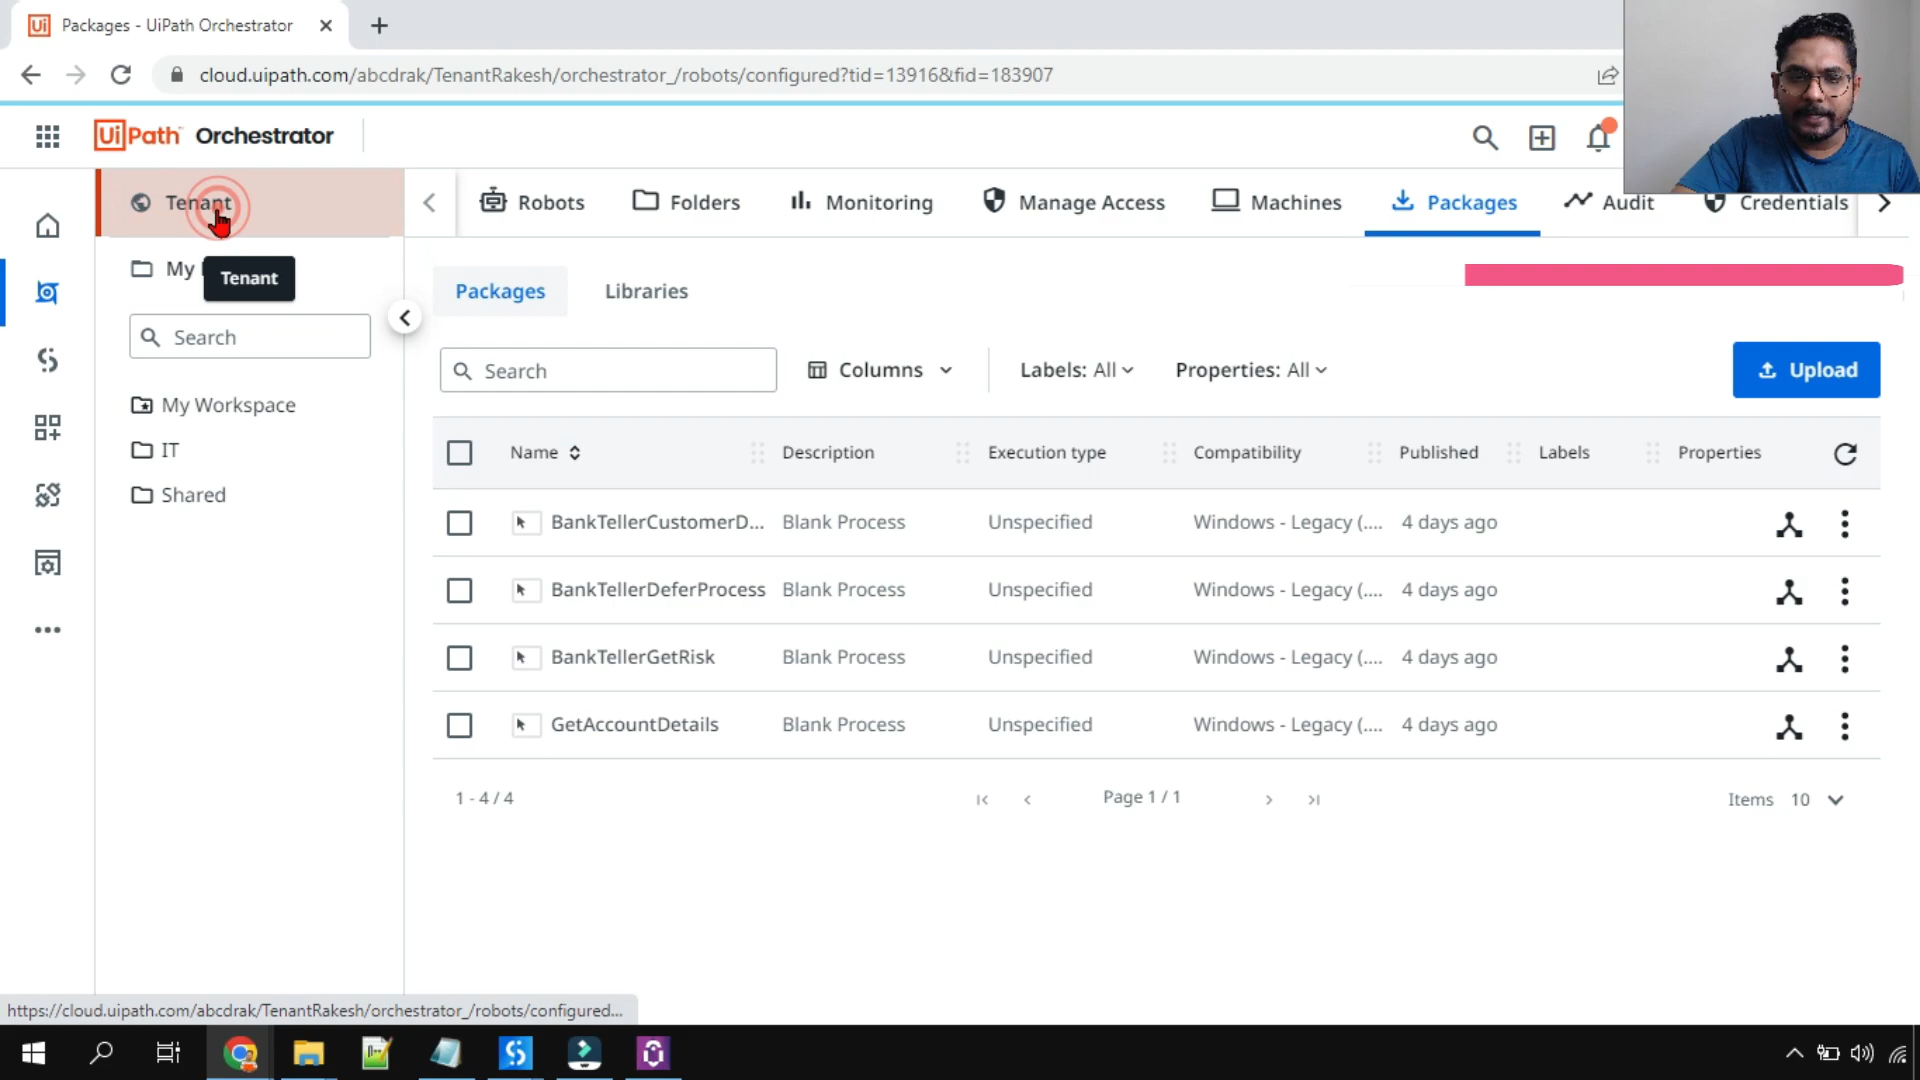 Packages - UiPath Orchestrator
cloud.uipath.com/abcdrak/TenantRakesh/orchestrator_/robots/configured?tid=13916&fid=183907
UiPath Orchestrator
Tenant
Robots
Folders
Monitoring
Manage Access
Machines
Packages
Audit
Credentials
My
Tenant
Search
My Workspace
IT
Shared
Packages
Libraries
Search
Columns
Labels: All
Properties: All
Upload
Name
Description
Execution type
Compatibility
Published
Labels
Properties
BankTellerCustomerD... Blank Process Unspecified Windows - Legacy (.... 4 days ago
BankTellerDeferProcess Blank Process Unspecified Windows - Legacy (.... 4 days ago
BankTellerGetRisk Blank Process Unspecified Windows - Legacy (.... 4 days ago
GetAccountDetails Blank Process Unspecified Windows - Legacy (.... 4 days ago
1 - 4 / 4
Page 1 / 1
Items 10
https://cloud.uipath.com/abcdrak/TenantRakesh/orchestrator_/robots/configured...